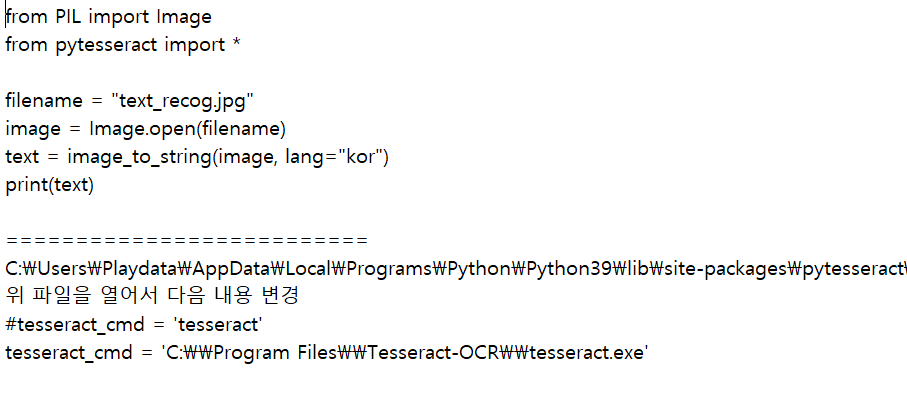 from PIL import Image
from pytesseract import *
filename = "text_recog.jpg"
image = Image.open(filename)
text = image_to_string(image, lang="kor")
print(text)
==========================
C:₩Users₩Playdata₩AppData₩Local₩Programs₩Python₩Python39₩lib₩site-packages₩pytesseract₩
위 파일을 열어서 다음 내용 변경
#tesseract_cmd = 'tesseract'
tesseract_cmd = 'C:₩₩Program Files₩₩Tesseract-OCR₩₩tesseract.exe'